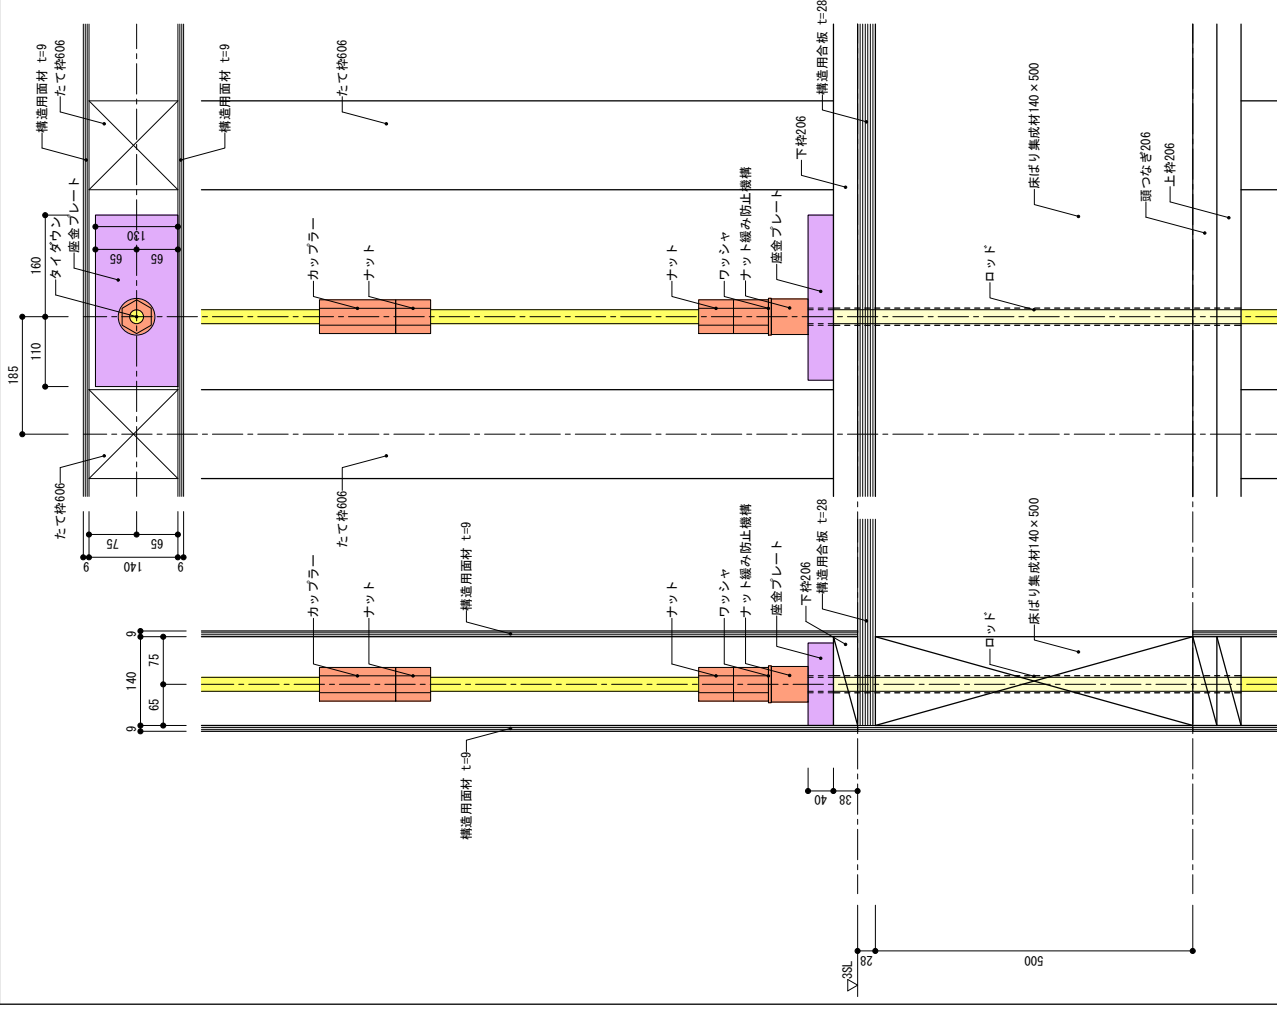 構造用面材 t=9
たて枠606
座金プレート
タイダウン
構造用面材 t=9
130
65
65
160
110
185
たて枠606
75
65
9
140
9
たて枠606
カップラー
ナット
ナット
ワッシャ
ナット緩み防止機構
座金プレート
下枠206
構造用合板 t=28
ロッド
床ばり集成材140×500
頭つなぎ206
上枠206
たて枠606
構造用面材 t=9
カップラー
ナット
ナット
ワッシャ
ナット緩み防止機構
座金プレート
下枠206
構造用合板 t=28
ロッド
床ばり集成材140×500
9
75
140
65
9
構造用面材 t=9
40
38
3SL
28
500